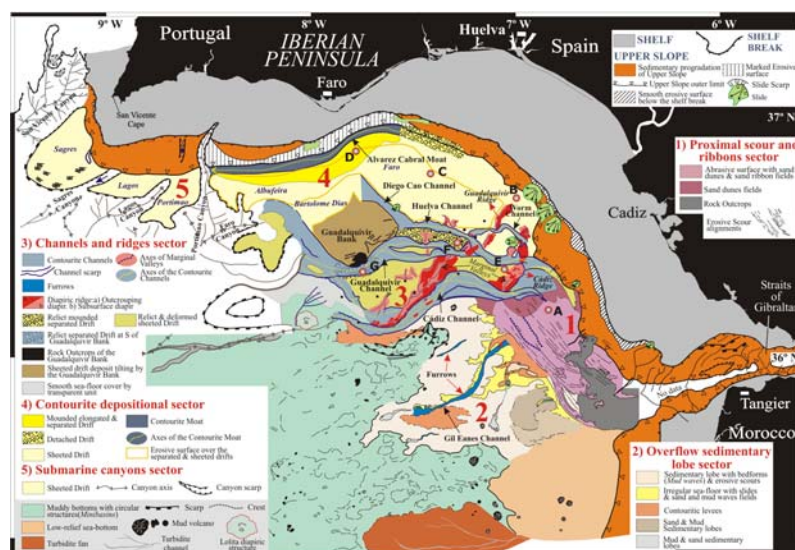 9° W
8° W
7° W
6° W
Portugal
IBERIAN
PENINSULA
Huelva
Spain
Faro
SHELF
SHELF
BREAK
UPPER SLOPE
Sedimentary progradation
of Upper Slope
Marked Erosive
surface
Upper Slope outer limit
Slide Scarp
Smooth erosive surface
below the shelf break
Slide
37° N
San Vicente
Cape
Sagres
Lagos
Portimao
5
Albufeira
D
4
Alvarez Cabral Moat
Faro
C
Bartolome Dias
Diego Cao Channel
Guadalquivir
Ridge
B
Huelva Channel
Guadalquivir
Bank
G
Guadalquivir
Channel
3
E
Cadiz
Ridge
Cádiz Channel
A
1
Cadiz
1) Proximal scour and
ribbons sector
Abrasive surface with sand
dunes & sand ribbon fields
Sand dunes fields
Rock Outcrops
Erosive Scour
alignments
Straits of
Gibraltar
36° N
No data
Tangier
Morocco
Furrows
2
Gil Eanes Channel
3) Channels and ridges sector
Contourite Channels
Axes of Marginal
Valleys
Channel scarp
Axes of the Contourite
Channels
Furrows
Diapiric ridge:a) Outcrosping
diapir. b) Subsurface diapir
Relict mounded
separated Drift
Relict & deformed
sheeted Drift
Relict separated Drift at S of
Guadalquivir Bank
Rock Outcrops of the
Guadalquivir Bank
Sheeted drift deposit tilting by
the Guadalquivir Bank
Smooth sea-floor cover by
transparent unit
4) Contourite depositional sector
Mounded elongated &
separated Drift
Contourite Moat
Detached Drift
Axes of the Contourite Moat
Sheeted Drift
Erosive surface over the
separated & sheeted drifts
5) Submarine canyons sector
Sheeted Drift
Canyon axis
Canyon scarp
Muddy bottoms with circular
structures
Scarp
Crest
Low-relief sea-bottom
Mud volcano
Lolita diapiric
structure
Turbidite fan
Turbidite
channel
2) Overflow sedimentary
lobe sector
Sedimentary lobe with bedforms
(Mud waves) & erosive scours
Irregular sea-floor with slides
& sand and mud waves fields
Contouritic levees
Sand & Mud
Sedimentary lobes
Mud & sand sedimentary
lobes